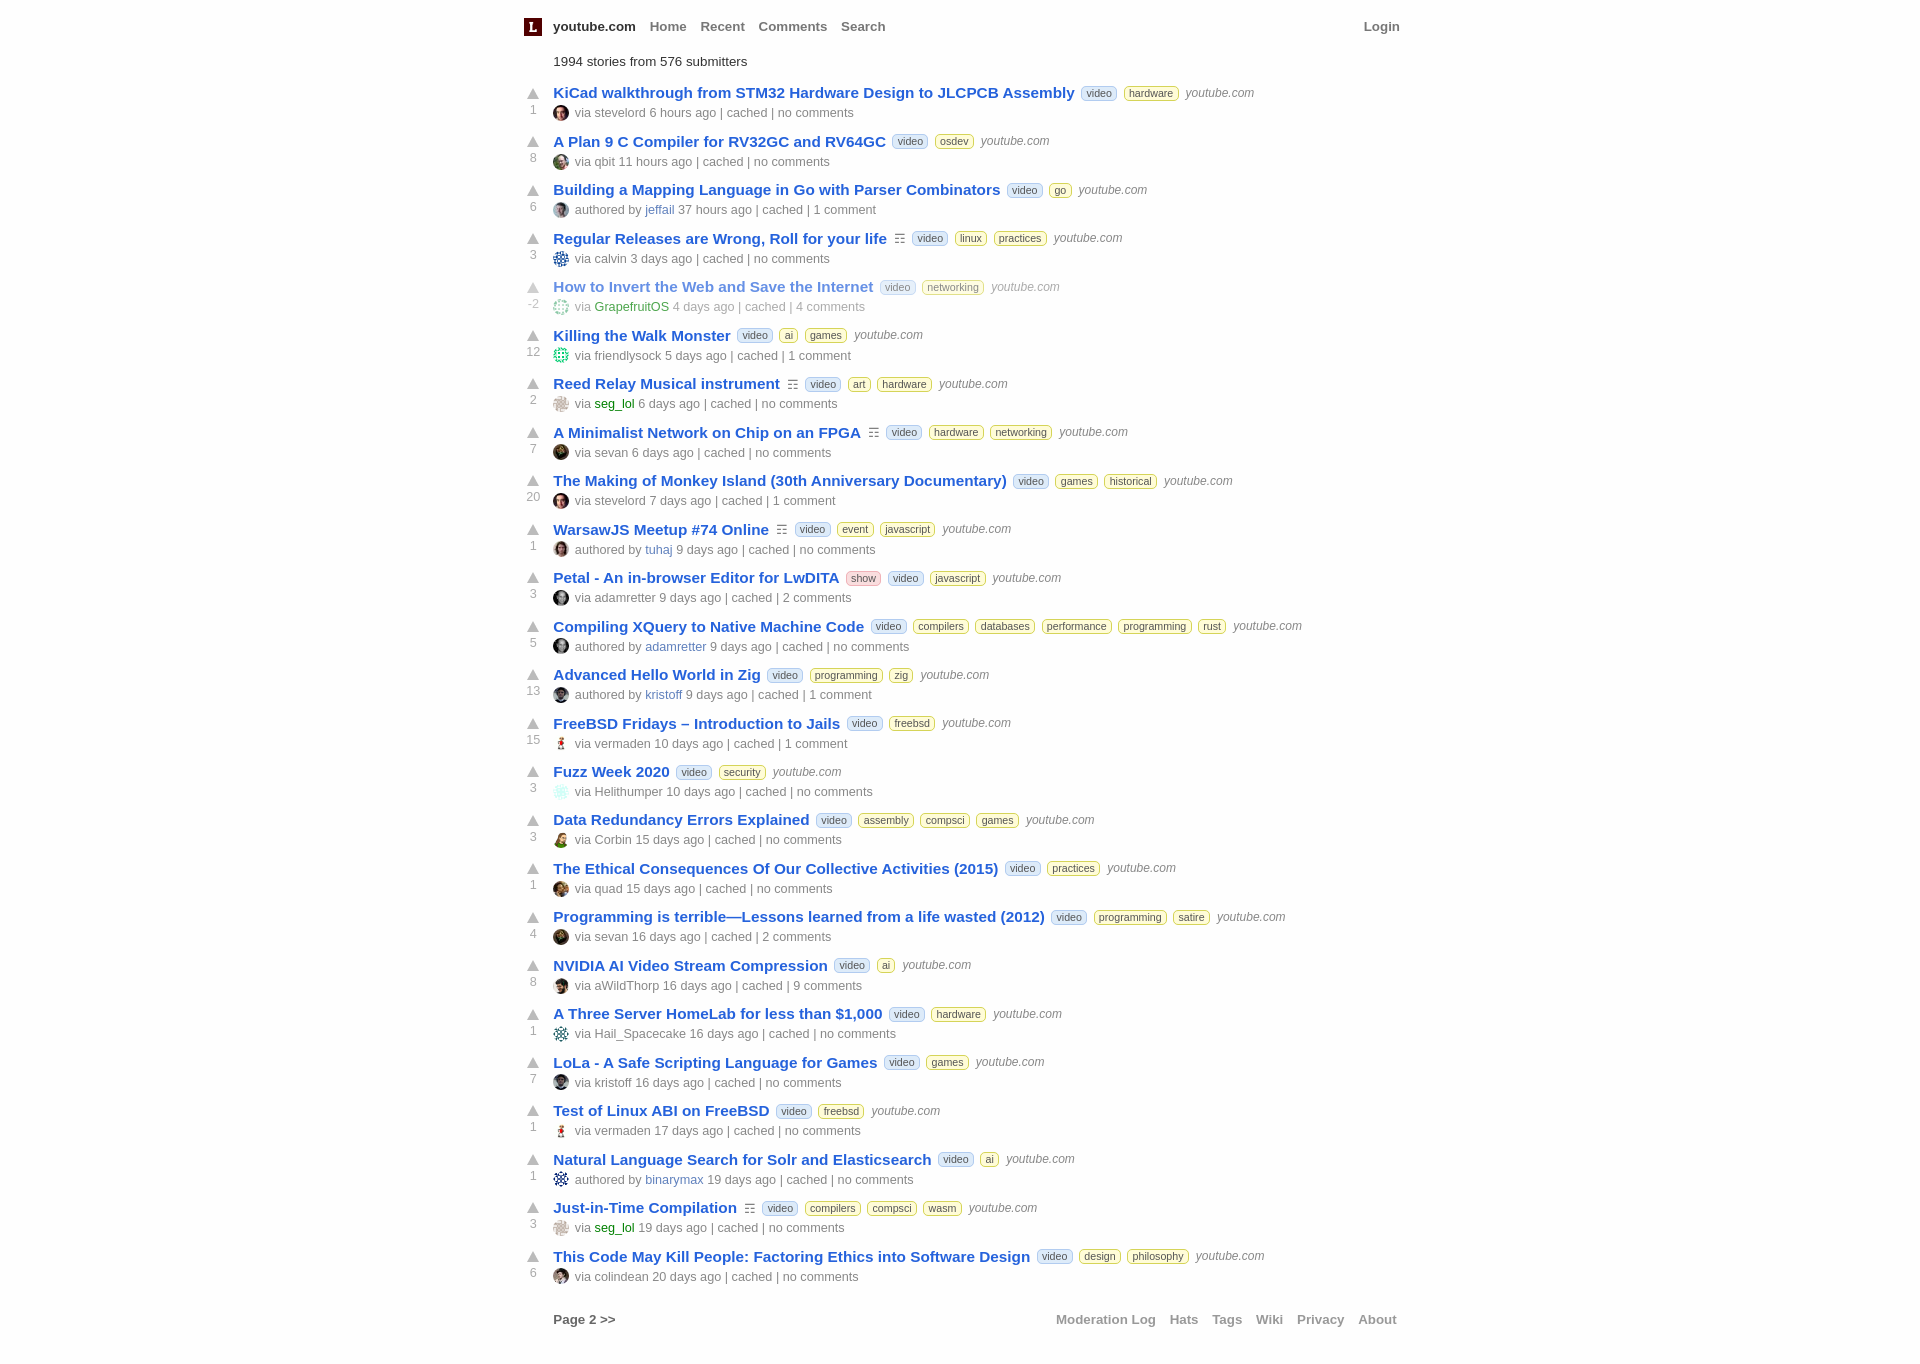 L youtube.com Home Recent Comments Search Login
1994 stories from 576 submitters
KiCad walkthrough from STM32 Hardware Design to JLCPCB Assembly video hardware youtube.com
1 via stevelord 6 hours ago | cached | no comments
A Plan 9 C Compiler for RV32GC and RV64GC video osdev youtube.com
8 via qbit 11 hours ago | cached | no comments
Building a Mapping Language in Go with Parser Combinators video go youtube.com
6 authored by jeffail 37 hours ago | cached | 1 comment
Regular Releases are Wrong, Roll for your life ☶ video linux practices youtube.com
3 via calvin 3 days ago | cached | no comments
How to Invert the Web and Save the Internet video networking youtube.com
-2 via GrapefruitOS 4 days ago | cached | 4 comments
Killing the Walk Monster video ai games youtube.com
12 via friendlysock 5 days ago | cached | 1 comment
Reed Relay Musical instrument ☶ video art hardware youtube.com
2 via seg_lol 6 days ago | cached | no comments
A Minimalist Network on Chip on an FPGA ☶ video hardware networking youtube.com
7 via sevan 6 days ago | cached | no comments
The Making of Monkey Island (30th Anniversary Documentary) video games historical youtube.com
20 via stevelord 7 days ago | cached | 1 comment
WarsawJS Meetup #74 Online ☶ video event javascript youtube.com
1 authored by tuhaj 9 days ago | cached | no comments
Petal - An in-browser Editor for LwDITA show video javascript youtube.com
3 via adamretter 9 days ago | cached | 2 comments
Compiling XQuery to Native Machine Code video compilers databases performance programming rust youtube.com
5 authored by adamretter 9 days ago | cached | no comments
Advanced Hello World in Zig video programming zig youtube.com
13 authored by kristoff 9 days ago | cached | 1 comment
FreeBSD Fridays – Introduction to Jails video freebsd youtube.com
15 via vermaden 10 days ago | cached | 1 comment
Fuzz Week 2020 video security youtube.com
3 via Helithumper 10 days ago | cached | no comments
Data Redundancy Errors Explained video assembly compsci games youtube.com
3 via Corbin 15 days ago | cached | no comments
The Ethical Consequences Of Our Collective Activities (2015) video practices youtube.com
1 via quad 15 days ago | cached | no comments
Programming is terrible—Lessons learned from a life wasted (2012) video programming satire youtube.com
4 via sevan 16 days ago | cached | 2 comments
NVIDIA AI Video Stream Compression video ai youtube.com
8 via aWildThorp 16 days ago | cached | 9 comments
A Three Server HomeLab for less than $1,000 video hardware youtube.com
1 via Hail_Spacecake 16 days ago | cached | no comments
LoLa - A Safe Scripting Language for Games video games youtube.com
7 via kristoff 16 days ago | cached | no comments
Test of Linux ABI on FreeBSD video freebsd youtube.com
1 via vermaden 17 days ago | cached | no comments
Natural Language Search for Solr and Elasticsearch video ai youtube.com
1 authored by binarymax 19 days ago | cached | no comments
Just-in-Time Compilation ☶ video compilers compsci wasm youtube.com
3 via seg_lol 19 days ago | cached | no comments
This Code May Kill People: Factoring Ethics into Software Design video design philosophy youtube.com
6 via colindean 20 days ago | cached | no comments
Page 2 >> Moderation Log Hats Tags Wiki Privacy About